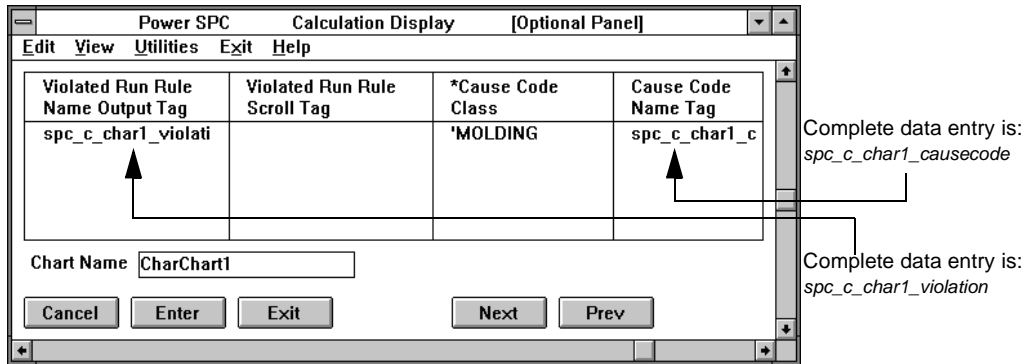 Power SPC Calculation Display [Optional Panel]
Edit View Utilities Exit Help
Violated Run Rule Name Output Tag
Violated Run Rule Scroll Tag
*Cause Code Class
Cause Code Name Tag
spc_c_char1_violati
'MOLDING
spc_c_char1_c
Complete data entry is:
spc_c_char1_causecode
Chart Name CharChart1
Complete data entry is:
spc_c_char1_violation
Cancel Enter Exit Next Prev